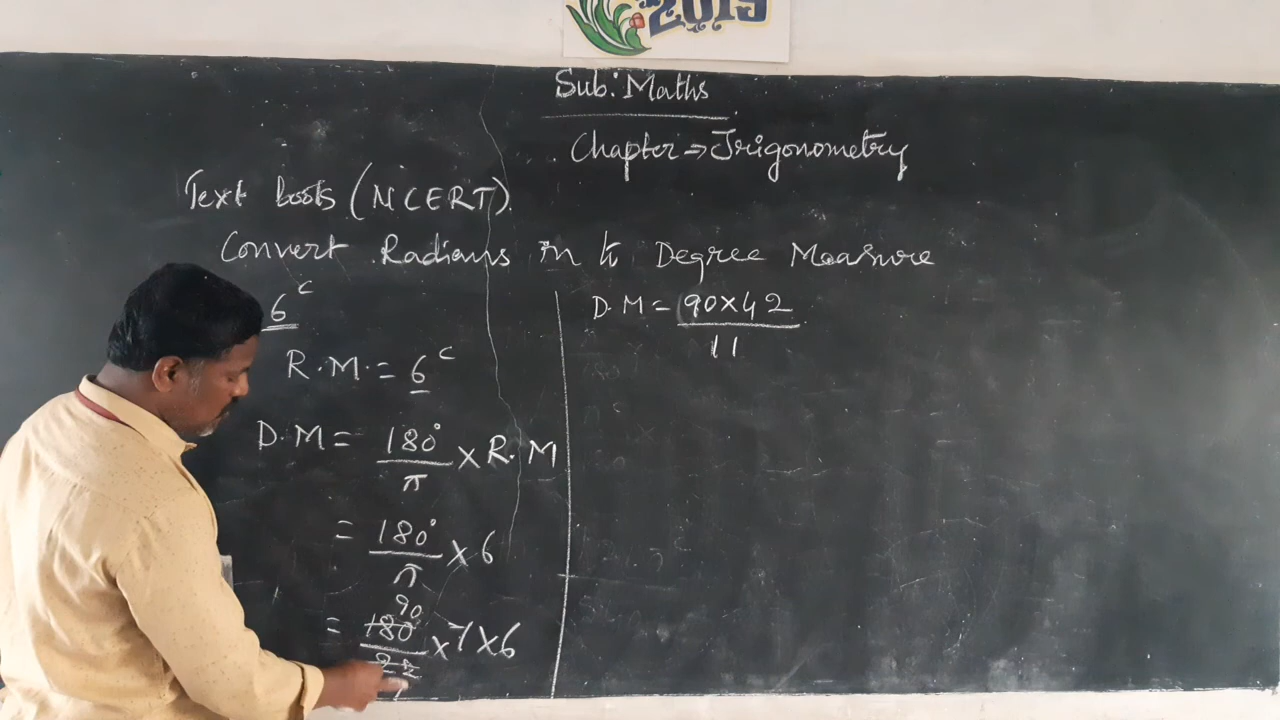 2019
Sub: Maths
Chapter ⇒ Trigonometry
Text books (NCERT).
Convert Radians in to Degree Measure
6ᶜ
R.M. = 6ᶜ
D.M = 180° / π × R.M
= 180° / π × 6
90
= 180 / 22 × 7 × 6
D.M = 90×42 / 11